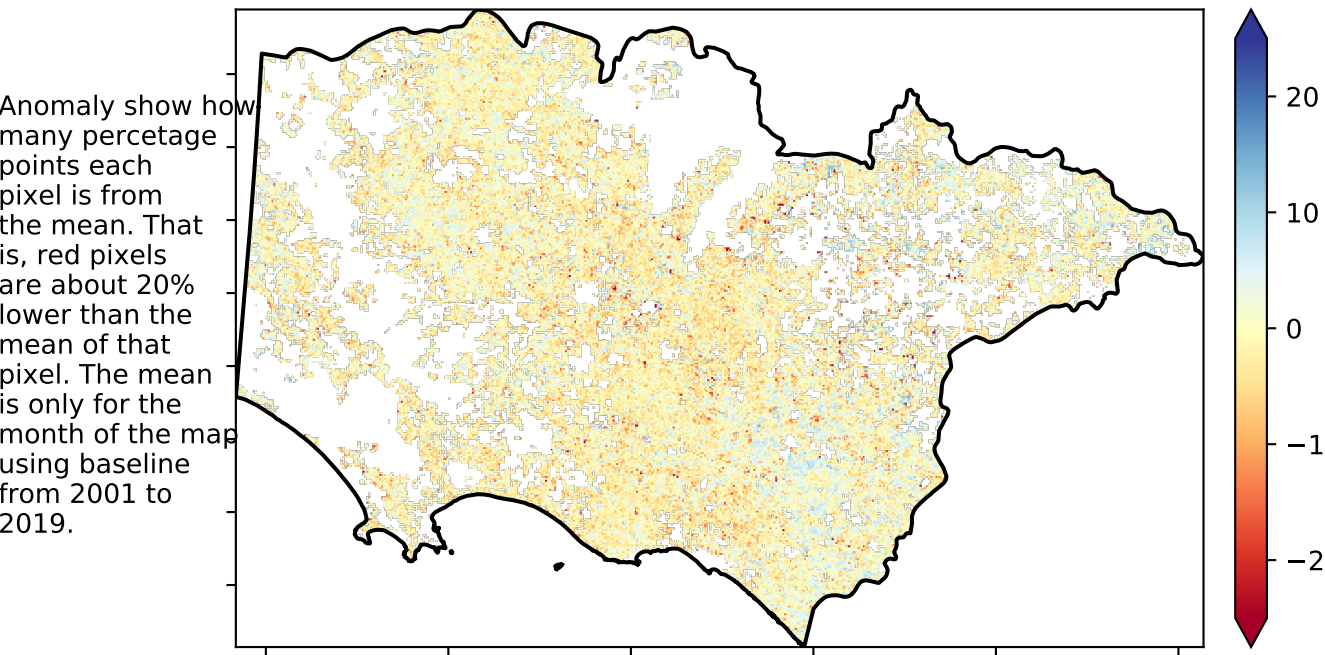 Anomaly show how
many percetage
points each
pixel is from
the mean. That
is, red pixels
are about 20%
lower than the
mean of that
pixel. The mean
is only for the
month of the map
using baseline
from 2001 to
2019.
20
10
0
−1
−2